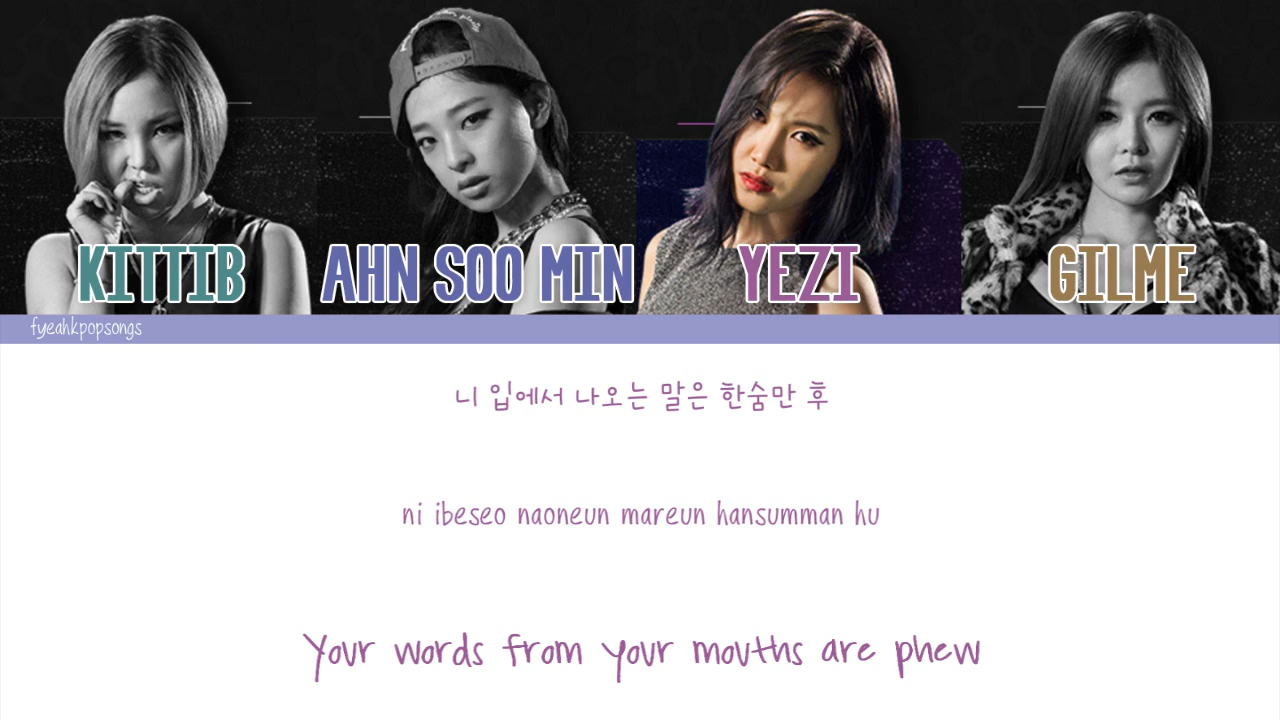 KITTIB
AHN SOO MIN
YEZI
GILME
fyeahkpopsongs
니 입에서 나오는 말은 한숨만 후
ni ibeseo naoneun mareun hansumman hu
Your words from your mouths are phew